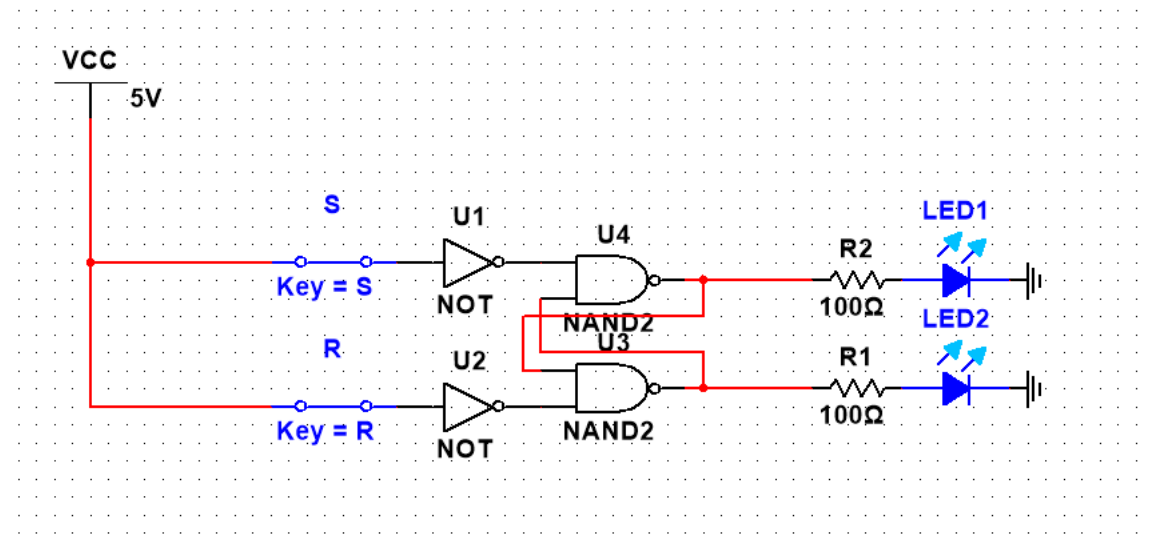 VCC
5V
S
Key = S
U1
NOT
U4
NAND2
R2
100Ω
LED1
R
Key = R
U2
NOT
U3
NAND2
R1
100Ω
LED2